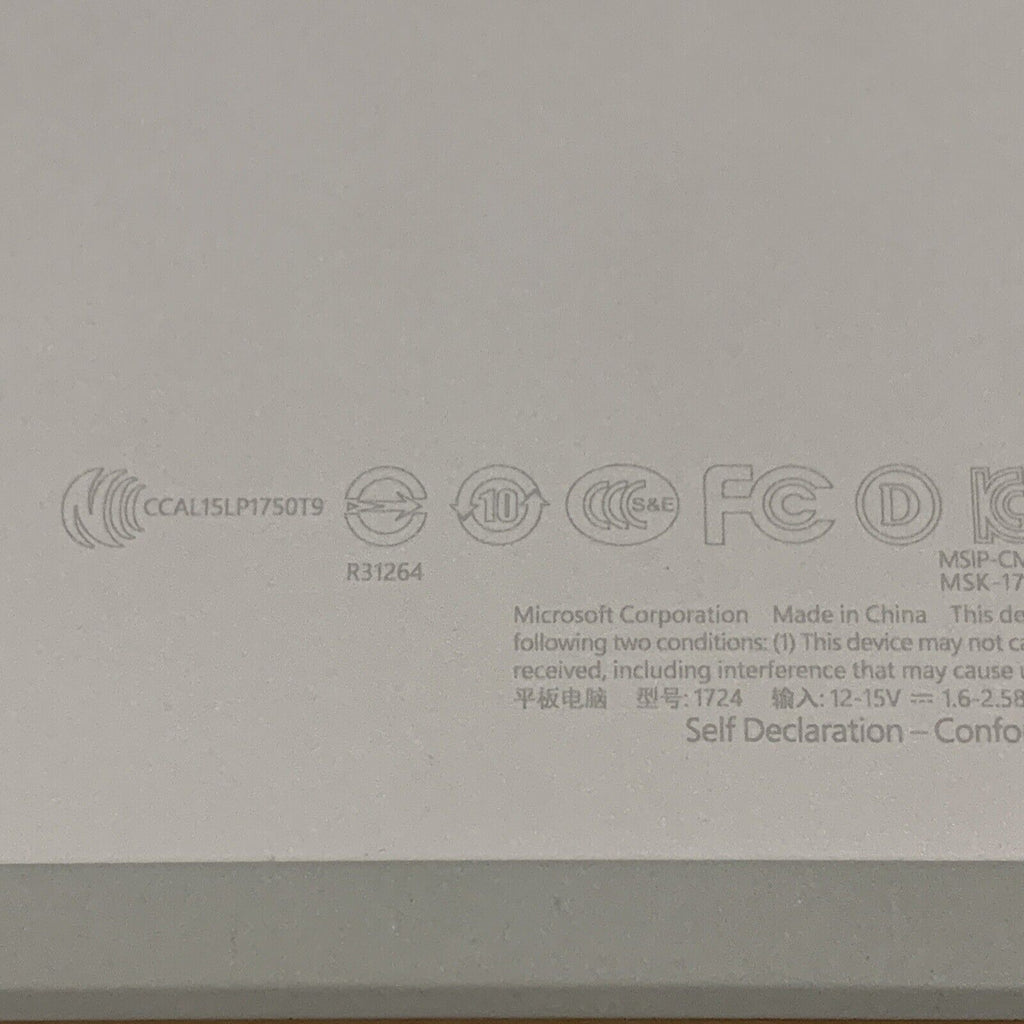 CCAL15LP1750T9 10 S&E FC D
R31264
MSIP-CM
MSK-17
Microsoft Corporation Made in China This de
following two conditions: (1) This device may not ca
received, including interference that may cause u
平板电脑 型号: 1724 输入: 12-15V ⎓ 1.6-2.58
Self Declaration – Confo